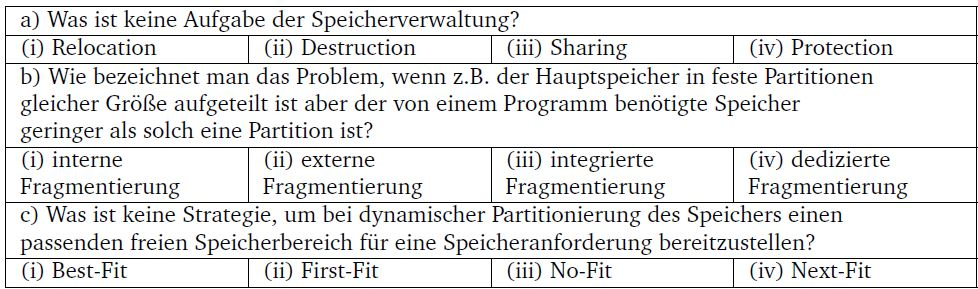 a) Was ist keine Aufgabe der Speicherverwaltung?
(i) Relocation (ii) Destruction (iii) Sharing (iv) Protection
b) Wie bezeichnet man das Problem, wenn z.B. der Hauptspeicher in feste Partitionen
gleicher Größe aufgeteilt ist aber der von einem Programm benötigte Speicher
geringer als solch eine Partition ist?
(i) interne (ii) externe (iii) integrierte (iv) dedizierte
Fragmentierung Fragmentierung Fragmentierung Fragmentierung
c) Was ist keine Strategie, um bei dynamischer Partitionierung des Speichers einen
passenden freien Speicherbereich für eine Speicheranforderung bereitzustellen?
(i) Best-Fit (ii) First-Fit (iii) No-Fit (iv) Next-Fit